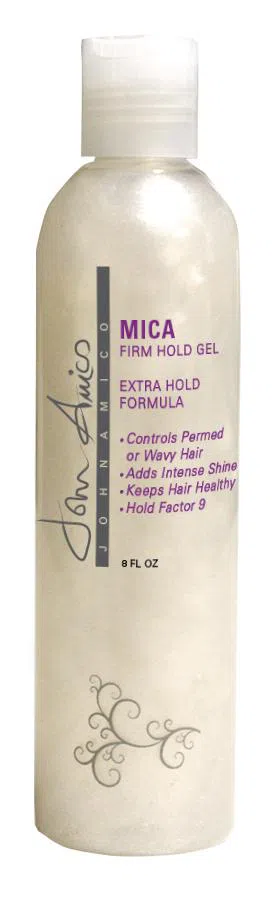 John Amico
JOHN AMICO
MICA
FIRM HOLD GEL
EXTRA HOLD
FORMULA
• Controls Permed
or Wavy Hair
• Adds Intense Shine
• Keeps Hair Healthy
• Hold Factor 9
8 FL OZ